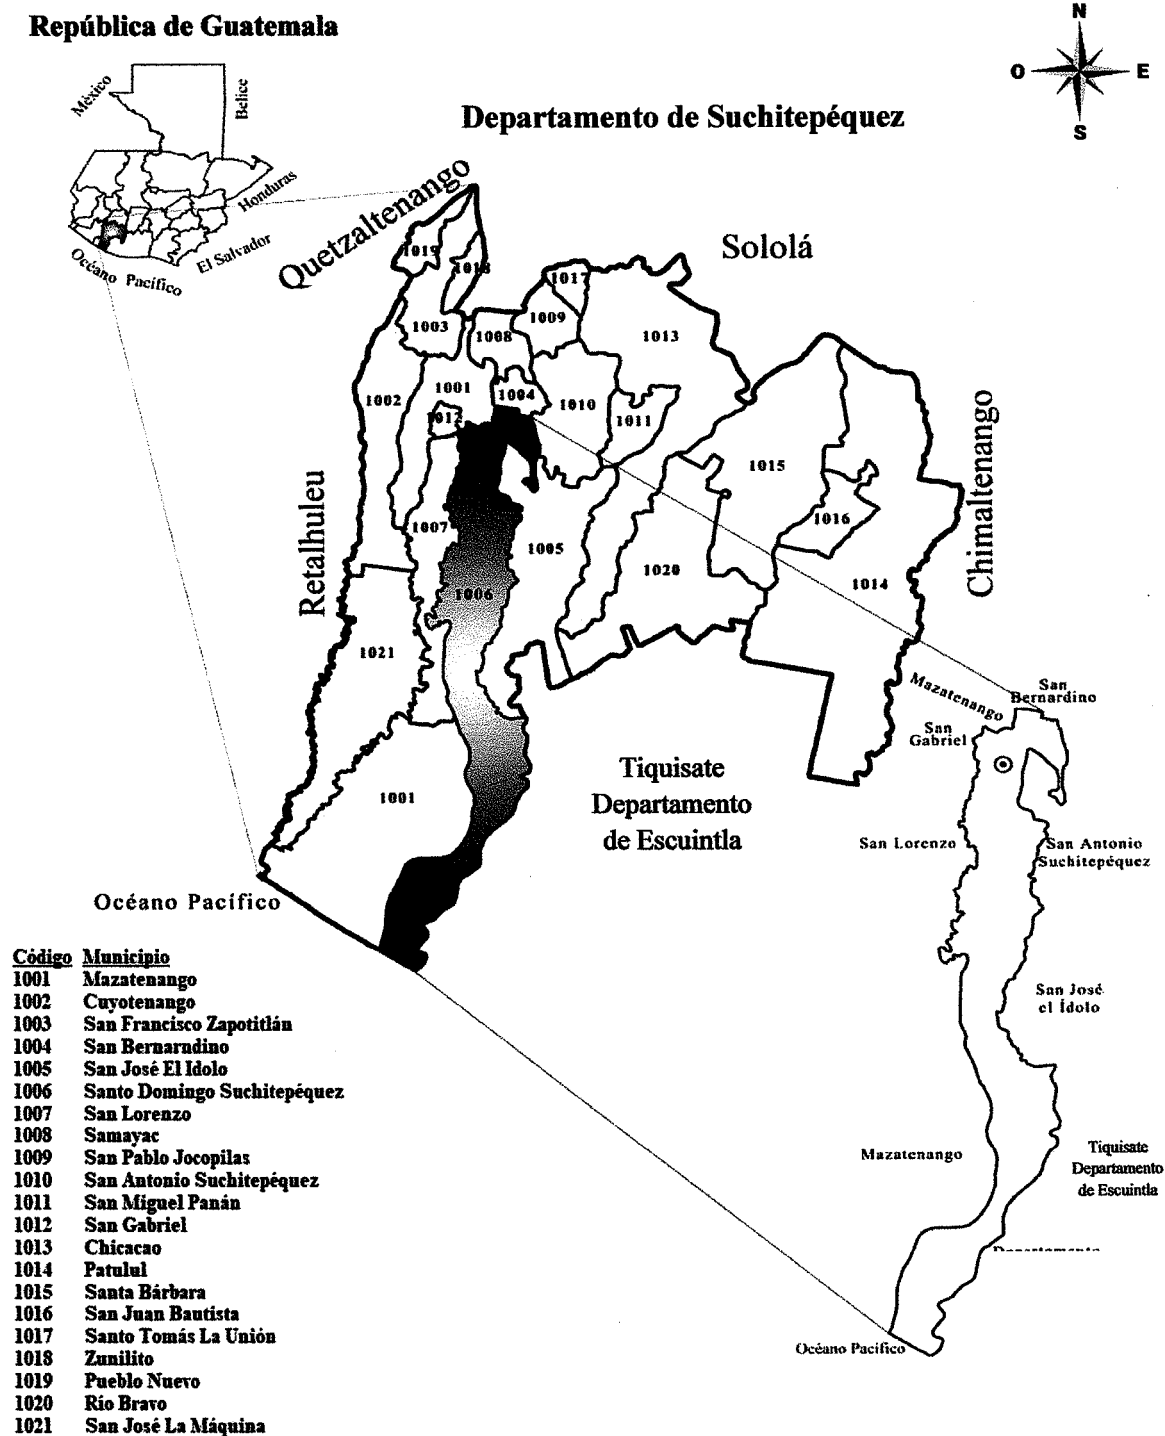 República de Guatemala
N
O
E
S
México
Belice
Honduras
El Salvador
Océano Pacífico
Departamento de Suchitepéquez
Quetzaltenango
Sololá
Chimaltenango
Retalhuleu
1019
1018
1017
1003
1008
1009
1013
1002
1001
1004
1010
1011
1012
1015
1016
1007
1005
1020
1014
1006
1021
1001
Tiquisate
Departamento
de Escuintla
Océano Pacífico
Mazatenango
San
Bernardino
San
Gabriel
San Lorenzo
San Antonio
Suchitepéquez
San José
el Ídolo
Mazatenango
Tiquisate
Departamento
de Escuintla
Departamento
Océano Pacífico
Código Municipio
1001 Mazatenango
1002 Cuyotenango
1003 San Francisco Zapotitlán
1004 San Bernarndino
1005 San José El Idolo
1006 Santo Domingo Suchitepéquez
1007 San Lorenzo
1008 Samayac
1009 San Pablo Jocopilas
1010 San Antonio Suchitepéquez
1011 San Miguel Panán
1012 San Gabriel
1013 Chicacao
1014 Patulul
1015 Santa Bárbara
1016 San Juan Bautista
1017 Santo Tomás La Unión
1018 Zunilito
1019 Pueblo Nuevo
1020 Río Bravo
1021 San José La Máquina